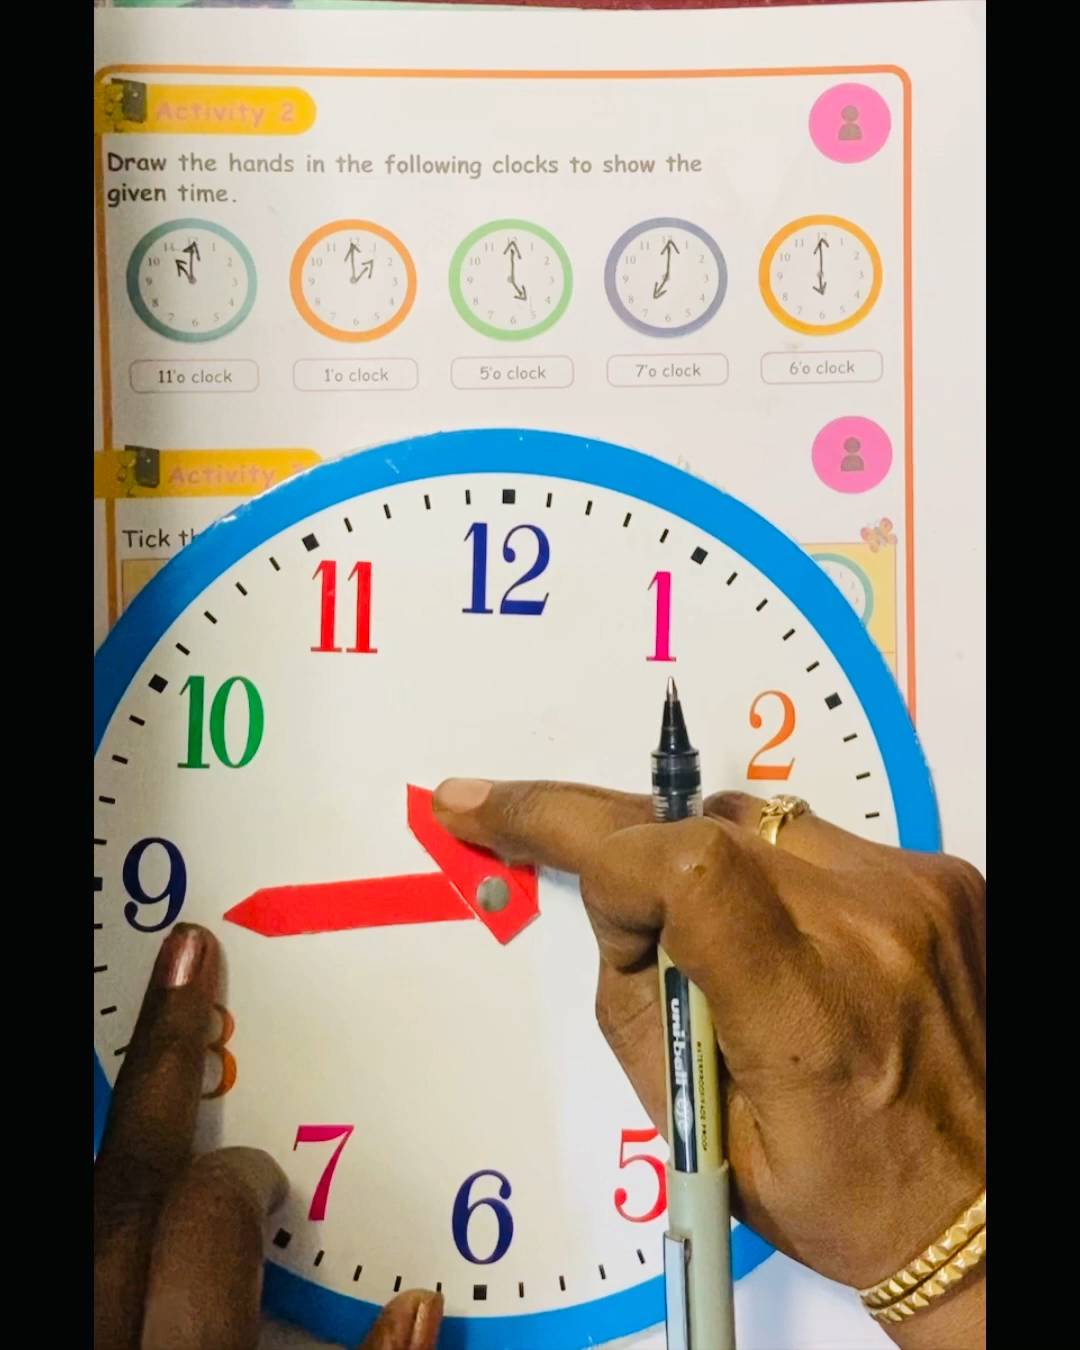 Activity 2
Draw the hands in the following clocks to show the
given time.
11'o clock 1'o clock 5'o clock 7'o clock 6'o clock
Activity
Tick
12
11 1
10 2
9
7 6 5
uni-ball